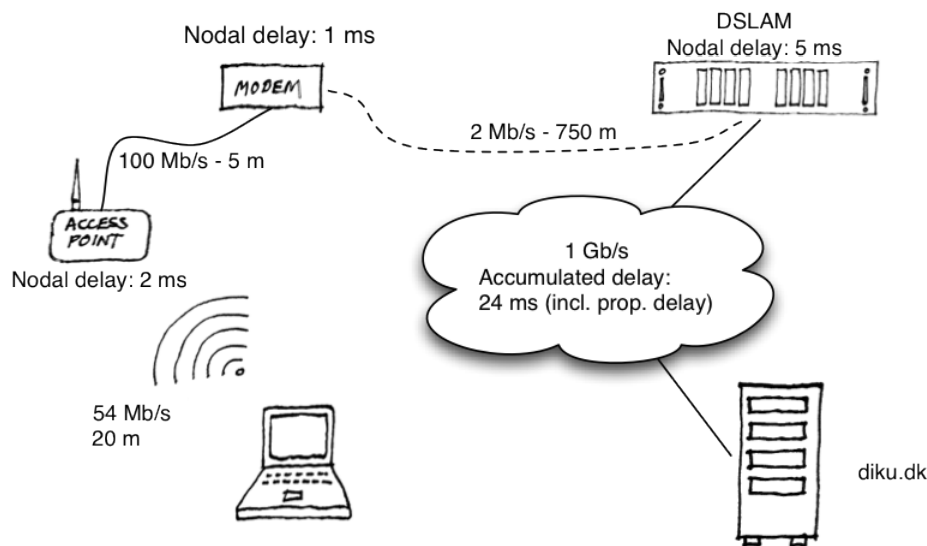 Nodal delay: 1 ms
MODEM
DSLAM
Nodal delay: 5 ms
2 Mb/s - 750 m
100 Mb/s - 5 m
ACCESS
POINT
Nodal delay: 2 ms
1 Gb/s
Accumulated delay:
24 ms (incl. prop. delay)
54 Mb/s
20 m
diku.dk